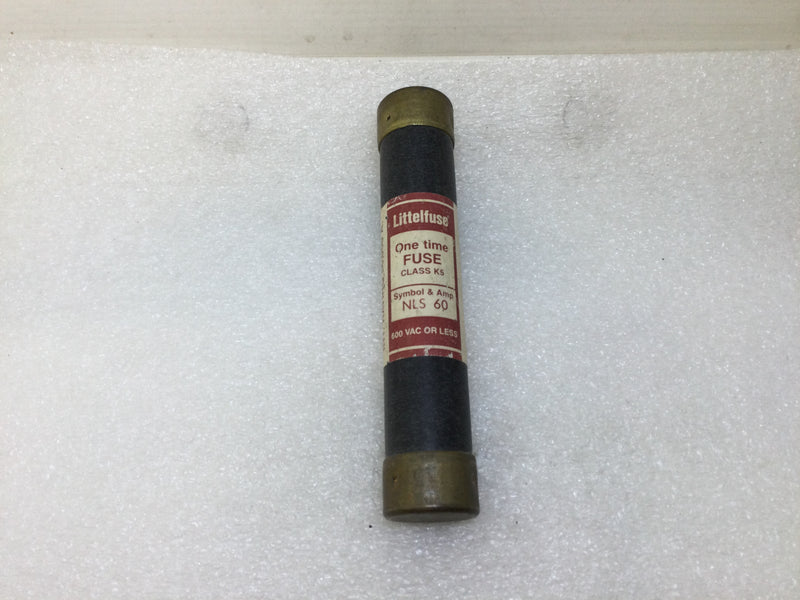 Littelfuse
One time
FUSE
CLASS K5
Symbol & Amp
NLS 60
600 VAC OR LESS